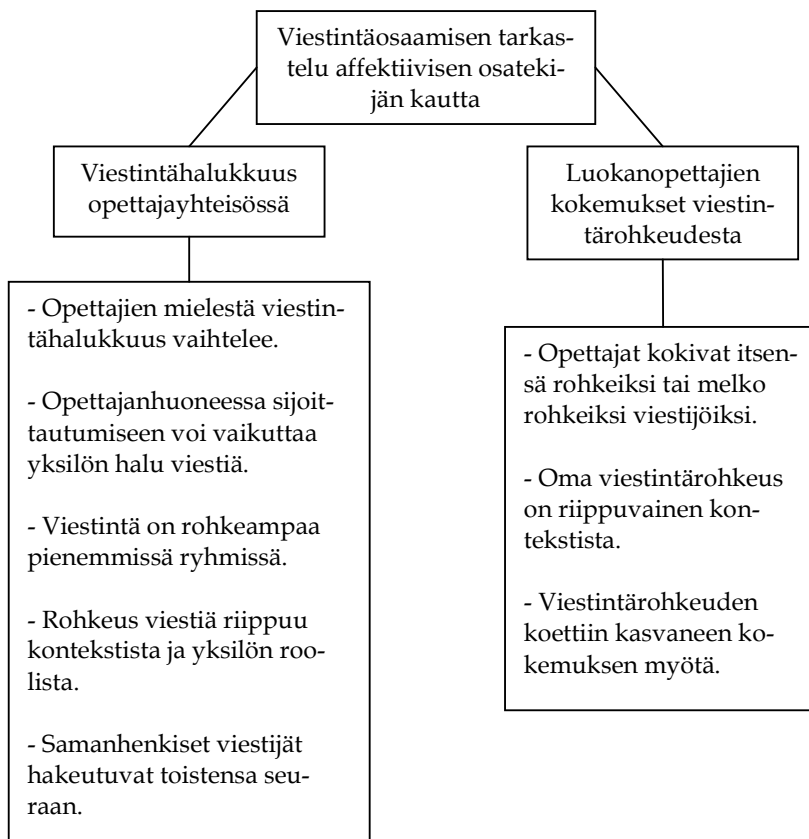 Viestintäosaamisen tarkas-
telu affektiivisen osateki-
jän kautta
Viestintähalukkuus
opettajayhteisössä
Luokanopettajien
kokemukset viestin-
tärohkeudesta
- Opettajien mielestä viestin-
tähalukkuus vaihtelee.
- Opettajanhuoneessa sijoit-
tautumiseen voi vaikuttaa
yksilön halu viestiä.
- Viestintä on rohkeampaa
pienemmissä ryhmissä.
- Rohkeus viestiä riippuu
kontekstista ja yksilön roo-
lista.
- Samanhenkiset viestijät
hakeutuvat toistensa seu-
raan.
- Opettajat kokivat itsen-
sä rohkeiksi tai melko
rohkeiksi viestijöiksi.
- Oma viestintärohkeus
on riippuvainen kon-
tekstista.
- Viestintärohkeuden
koettiin kasvaneen ko-
kemuksen myötä.